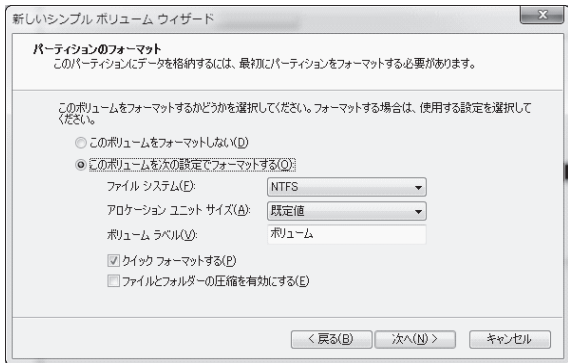 新しいシンプル ボリューム ウィザード
パーティションのフォーマット
このパーティションにデータを格納するには、最初にパーティションをフォーマットする必要があります。
このボリュームをフォーマットするかどうかを選択してください。フォーマットする場合は、使用する設定を選択して
ください。
このボリュームをフォーマットしない(D)
このボリュームを次の設定でフォーマットする(O):
ファイル システム(F): NTFS
アロケーション ユニット サイズ(A): 既定値
ボリューム ラベル(V): ボリューム
クイック フォーマットする(P)
ファイルとフォルダーの圧縮を有効にする(E)
< 戻る(B) 次へ(N) > キャンセル